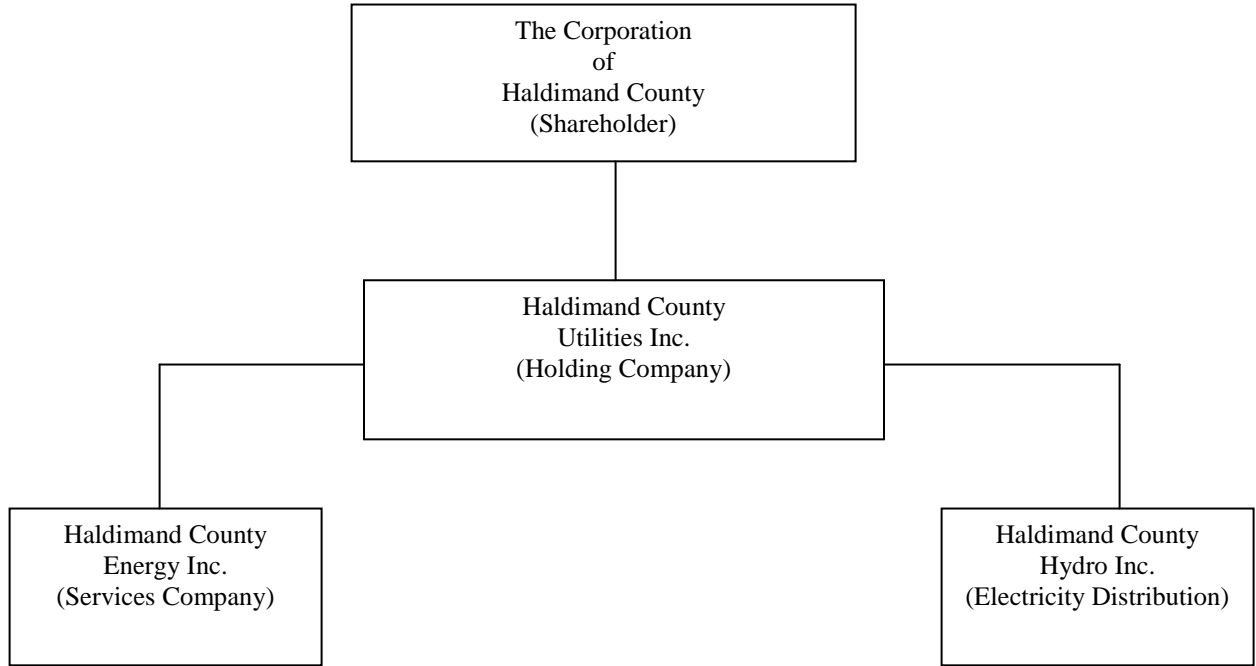 The Corporation
of
Haldimand County
(Shareholder)
Haldimand County
Utilities Inc.
(Holding Company)
Haldimand County
Energy Inc.
(Services Company)
Haldimand County
Hydro Inc.
(Electricity Distribution)